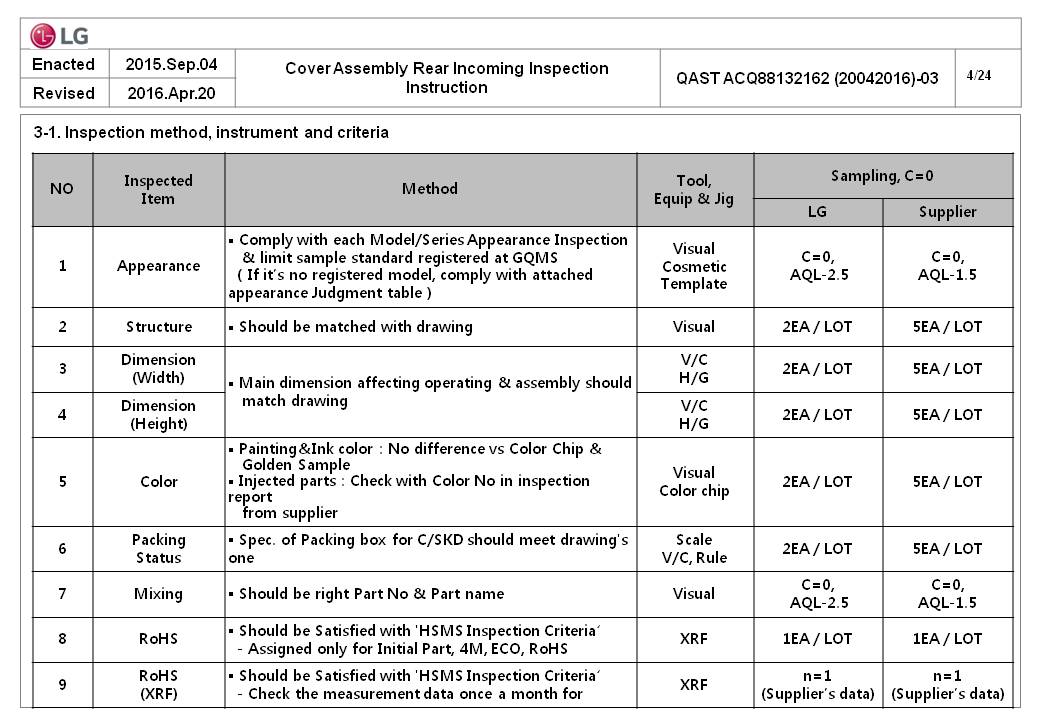 LG
Enacted 2015.Sep.04
Revised 2016.Apr.20
Cover Assembly Rear Incoming Inspection
Instruction
QAST ACQ88132162 (20042016)-03
4/24
3-1. Inspection method, instrument and criteria
NO
Inspected
Item
Method
Tool,
Equip & Jig
Sampling, C=0
LG
Supplier
1
Appearance
▪ Comply with each Model/Series Appearance Inspection
& limit sample standard registered at GQMS
( If it's no registered model, comply with attached
appearance Judgment table )
Visual
Cosmetic
Template
C=0,
AQL-2.5
C=0,
AQL-1.5
2
Structure
▪ Should be matched with drawing
Visual
2EA / LOT
5EA / LOT
3
Dimension
(Width)
▪ Main dimension affecting operating & assembly should
match drawing
V/C
H/G
2EA / LOT
5EA / LOT
4
Dimension
(Height)
V/C
H/G
2EA / LOT
5EA / LOT
5
Color
▪ Painting&Ink color : No difference vs Color Chip &
Golden Sample
▪ Injected parts : Check with Color No in inspection
report
from supplier
Visual
Color chip
2EA / LOT
5EA / LOT
6
Packing
Status
▪ Spec. of Packing box for C/SKD should meet drawing's
one
Scale
V/C, Rule
2EA / LOT
5EA / LOT
7
Mixing
▪ Should be right Part No & Part name
Visual
C=0,
AQL-2.5
C=0,
AQL-1.5
8
RoHS
▪ Should be Satisfied with 'HSMS Inspection Criteria'
- Assigned only for Initial Part, 4M, ECO, RoHS
XRF
1EA / LOT
1EA / LOT
9
RoHS
(XRF)
▪ Should be Satisfied with 'HSMS Inspection Criteria'
- Check the measurement data once a month for
XRF
n=1
(Supplier's data)
n=1
(Supplier's data)